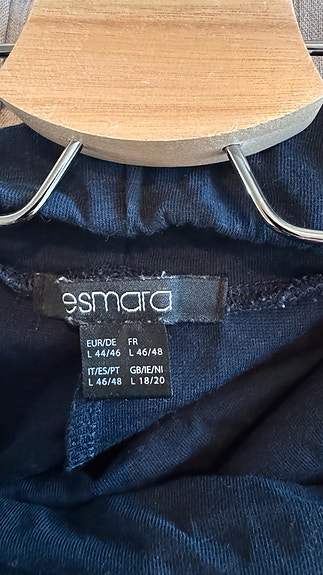 esmara
EUR/DE FR
L 44/46 L 46/48
IT/ES/PT GB/IE/NI
L 46/48 L 18/20